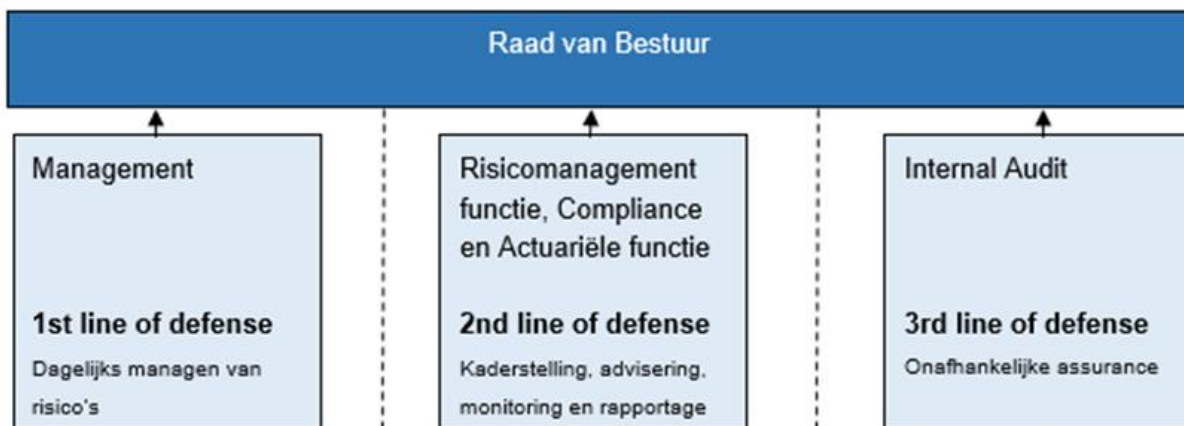 Raad van Bestuur
Management
1st line of defense
Dagelijks managen van
risico's
Risicomanagement
functie, Compliance
en Actuariële functie
2nd line of defense
Kaderstelling, advisering,
monitoring en rapportage
Internal Audit
3rd line of defense
Onafhankelijke assurance